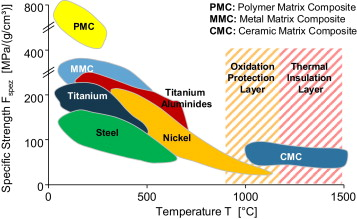 PMC: Polymer Matrix Composite
MMC: Metal Matrix Composite
CMC: Ceramic Matrix Composite
800
400
200
100
0
Specific Strength F_spez [MPa/(g/cm³)]
PMC
MMC
Titanium
Titanium
Aluminides
Steel
Nickel
Oxidation
Protection
Layer
Thermal
Insulation
Layer
CMC
0
500
1000
1500
Temperature T [°C]